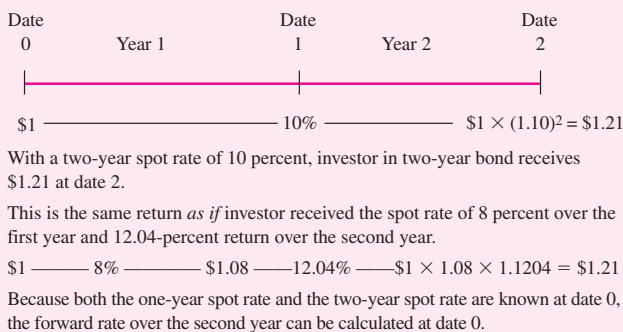 Date Date Date
0 Year 1 1 Year 2 2
$1 10% $1 × (1.10)² = $1.21
With a two-year spot rate of 10 percent, investor in two-year bond receives
$1.21 at date 2.
This is the same return as if investor received the spot rate of 8 percent over the
first year and 12.04-percent return over the second year.
$1 —— 8% ——— $1.08 ——12.04% ——$1 × 1.08 × 1.1204 = $1.21
Because both the one-year spot rate and the two-year spot rate are known at date 0,
the forward rate over the second year can be calculated at date 0.